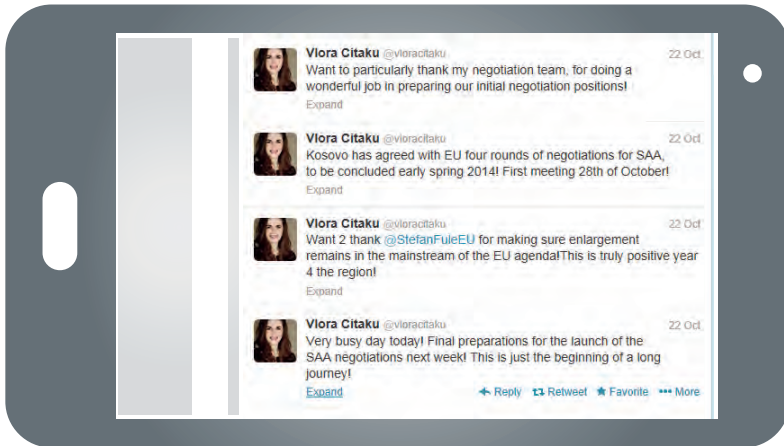 Vlora Citaku @vloracitaku 22 Oct
Want to particularly thank my negotiation team, for doing a
wonderful job in preparing our initial negotiation positions!
Expand
Vlora Citaku @vloracitaku 22 Oct
Kosovo has agreed with EU four rounds of negotiations for SAA,
to be concluded early spring 2014! First meeting 28th of October!
Expand
Vlora Citaku @vloracitaku 22 Oct
Want 2 thank @StefanFuleEU for making sure enlargement
remains in the mainstream of the EU agenda!This is truly positive year
4 the region!
Expand
Vlora Citaku @vloracitaku 22 Oct
Very busy day today! Final preparations for the launch of the
SAA negotiations next week! This is just the beginning of a long
journey!
Expand Reply Retweet Favorite More